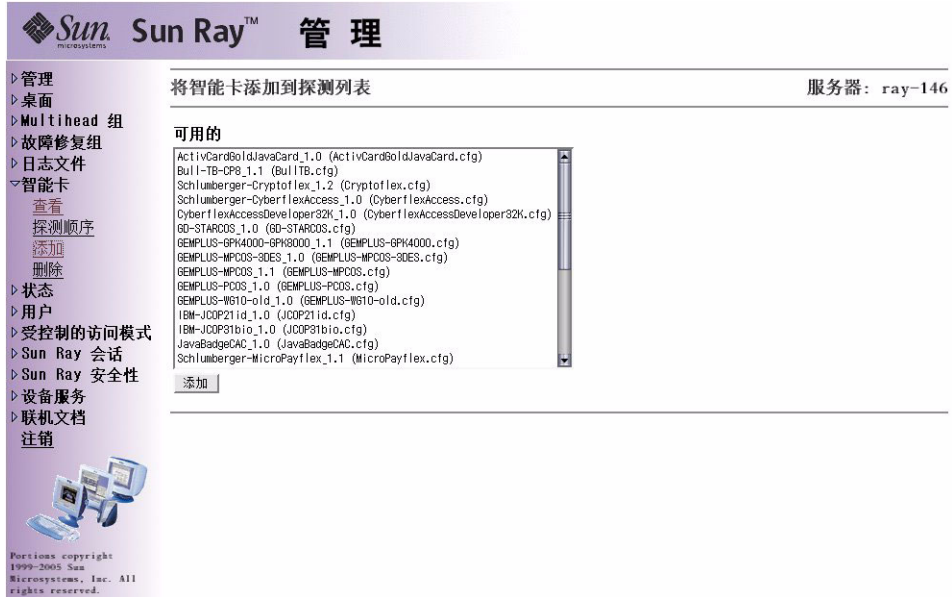 Sun microsystems Sun Ray™ 管 理
▷管理
▷桌面
▷Multihead 组
▷故障修复组
▷日志文件
▽智能卡
查看
探测顺序
添加
删除
▷状态
▷用户
▷受控制的访问模式
▷Sun Ray 会话
▷Sun Ray 安全性
▷设备服务
▷联机文档
注销
Portions copyright
1999-2005 Sun
Microsystems, Inc. All
rights reserved.
将智能卡添加到探测列表
服务器: ray-146
可用的
ActivCardGoldJavaCard_1.0 (ActivCardGoldJavaCard.cfg)
Bull-TB-CP8_1.1 (BullTB.cfg)
Schlumberger-Cryptoflex_1.2 (Cryptoflex.cfg)
Schlumberger-CyberflexAccess_1.0 (CyberflexAccess.cfg)
CyberflexAccessDeveloper32K_1.0 (CyberflexAccessDeveloper32K.cfg)
GD-STARCOS_1.0 (GD-STARCOS.cfg)
GEMPLUS-GPK4000-GPK8000_1.1 (GEMPLUS-GPK4000.cfg)
GEMPLUS-MPCOS-3DES_1.0 (GEMPLUS-MPCOS-3DES.cfg)
GEMPLUS-MPCOS_1.1 (GEMPLUS-MPCOS.cfg)
GEMPLUS-PCOS_1.0 (GEMPLUS-PCOS.cfg)
GEMPLUS-WG10-old_1.0 (GEMPLUS-WG10-old.cfg)
IBM-JCOP21id_1.0 (JCOP21id.cfg)
IBM-JCOP31bio_1.0 (JCOP31bio.cfg)
JavaBadgeCAC_1.0 (JavaBadgeCAC.cfg)
Schlumberger-MicroPayflex_1.1 (MicroPayflex.cfg)
添加